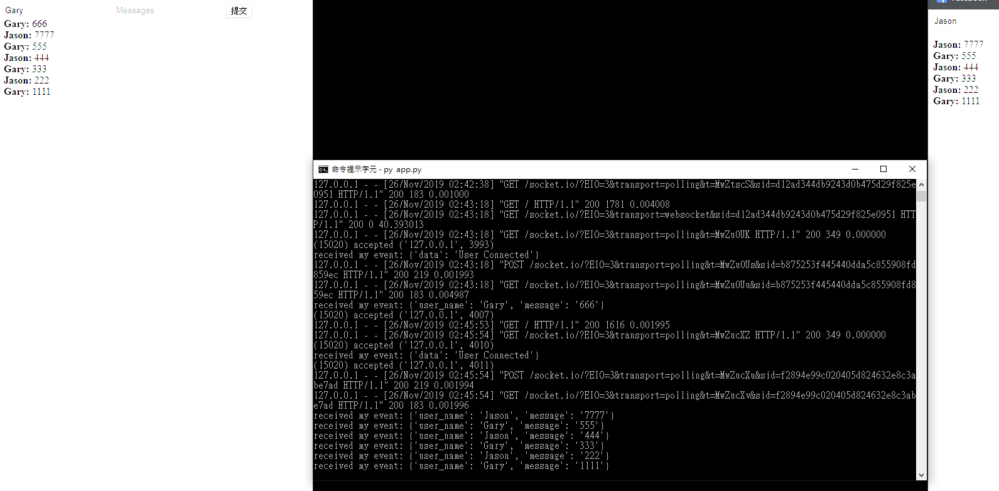 Gary
Messages
提交
Gary: 666
Jason: 7777
Gary: 555
Jason: 444
Gary: 333
Jason: 222
Gary: 1111
命令提示字元 - py  app.py
127.0.0.1 - - [26/Nov/2019 02:42:38] "GET /socket.io/?EIO=3&transport=polling&t=MwZtscS&sid=d12ad344db9243d0b475d29f825e
0951 HTTP/1.1" 200 183 0.001000
127.0.0.1 - - [26/Nov/2019 02:43:18] "GET / HTTP/1.1" 200 1781 0.004008
127.0.0.1 - - [26/Nov/2019 02:43:18] "GET /socket.io/?EIO=3&transport=websocket&sid=d12ad344db9243d0b475d29f825e0951 HTT
P/1.1" 200 0 40.393013
127.0.0.1 - - [26/Nov/2019 02:43:18] "GET /socket.io/?EIO=3&transport=polling&t=MwZu0UK HTTP/1.1" 200 349 0.000000
(15020) accepted ('127.0.0.1', 3993)
received my event: {'data': 'User Connected'}
127.0.0.1 - - [26/Nov/2019 02:43:18] "POST /socket.io/?EIO=3&transport=polling&t=MwZu0Us&sid=b875253f445440dda5c855908fd
859ec HTTP/1.1" 200 219 0.001993
127.0.0.1 - - [26/Nov/2019 02:43:18] "GET /socket.io/?EIO=3&transport=polling&t=MwZu0Uu&sid=b875253f445440dda5c855908fd8
59ec HTTP/1.1" 200 183 0.004987
received my event: {'user_name': 'Gary', 'message': '666'}
(15020) accepted ('127.0.0.1', 4007)
127.0.0.1 - - [26/Nov/2019 02:45:53] "GET / HTTP/1.1" 200 1616 0.001995
127.0.0.1 - - [26/Nov/2019 02:45:54] "GET /socket.io/?EIO=3&transport=polling&t=MwZucXZ HTTP/1.1" 200 349 0.000000
(15020) accepted ('127.0.0.1', 4010)
received my event: {'data': 'User Connected'}
(15020) accepted ('127.0.0.1', 4011)
127.0.0.1 - - [26/Nov/2019 02:45:54] "POST /socket.io/?EIO=3&transport=polling&t=MwZucXu&sid=f2894e99c020405d824632e8c3a
be7ad HTTP/1.1" 200 219 0.001994
127.0.0.1 - - [26/Nov/2019 02:45:54] "GET /socket.io/?EIO=3&transport=polling&t=MwZucXv&sid=f2894e99c020405d824632e8c3ab
e7ad HTTP/1.1" 200 183 0.001996
received my event: {'user_name': 'Jason', 'message': '7777'}
received my event: {'user_name': 'Gary', 'message': '555'}
received my event: {'user_name': 'Jason', 'message': '444'}
received my event: {'user_name': 'Gary', 'message': '333'}
received my event: {'user_name': 'Jason', 'message': '222'}
received my event: {'user_name': 'Gary', 'message': '1111'}
Jason
Jason: 7777
Gary: 555
Jason: 444
Gary: 333
Jason: 222
Gary: 1111